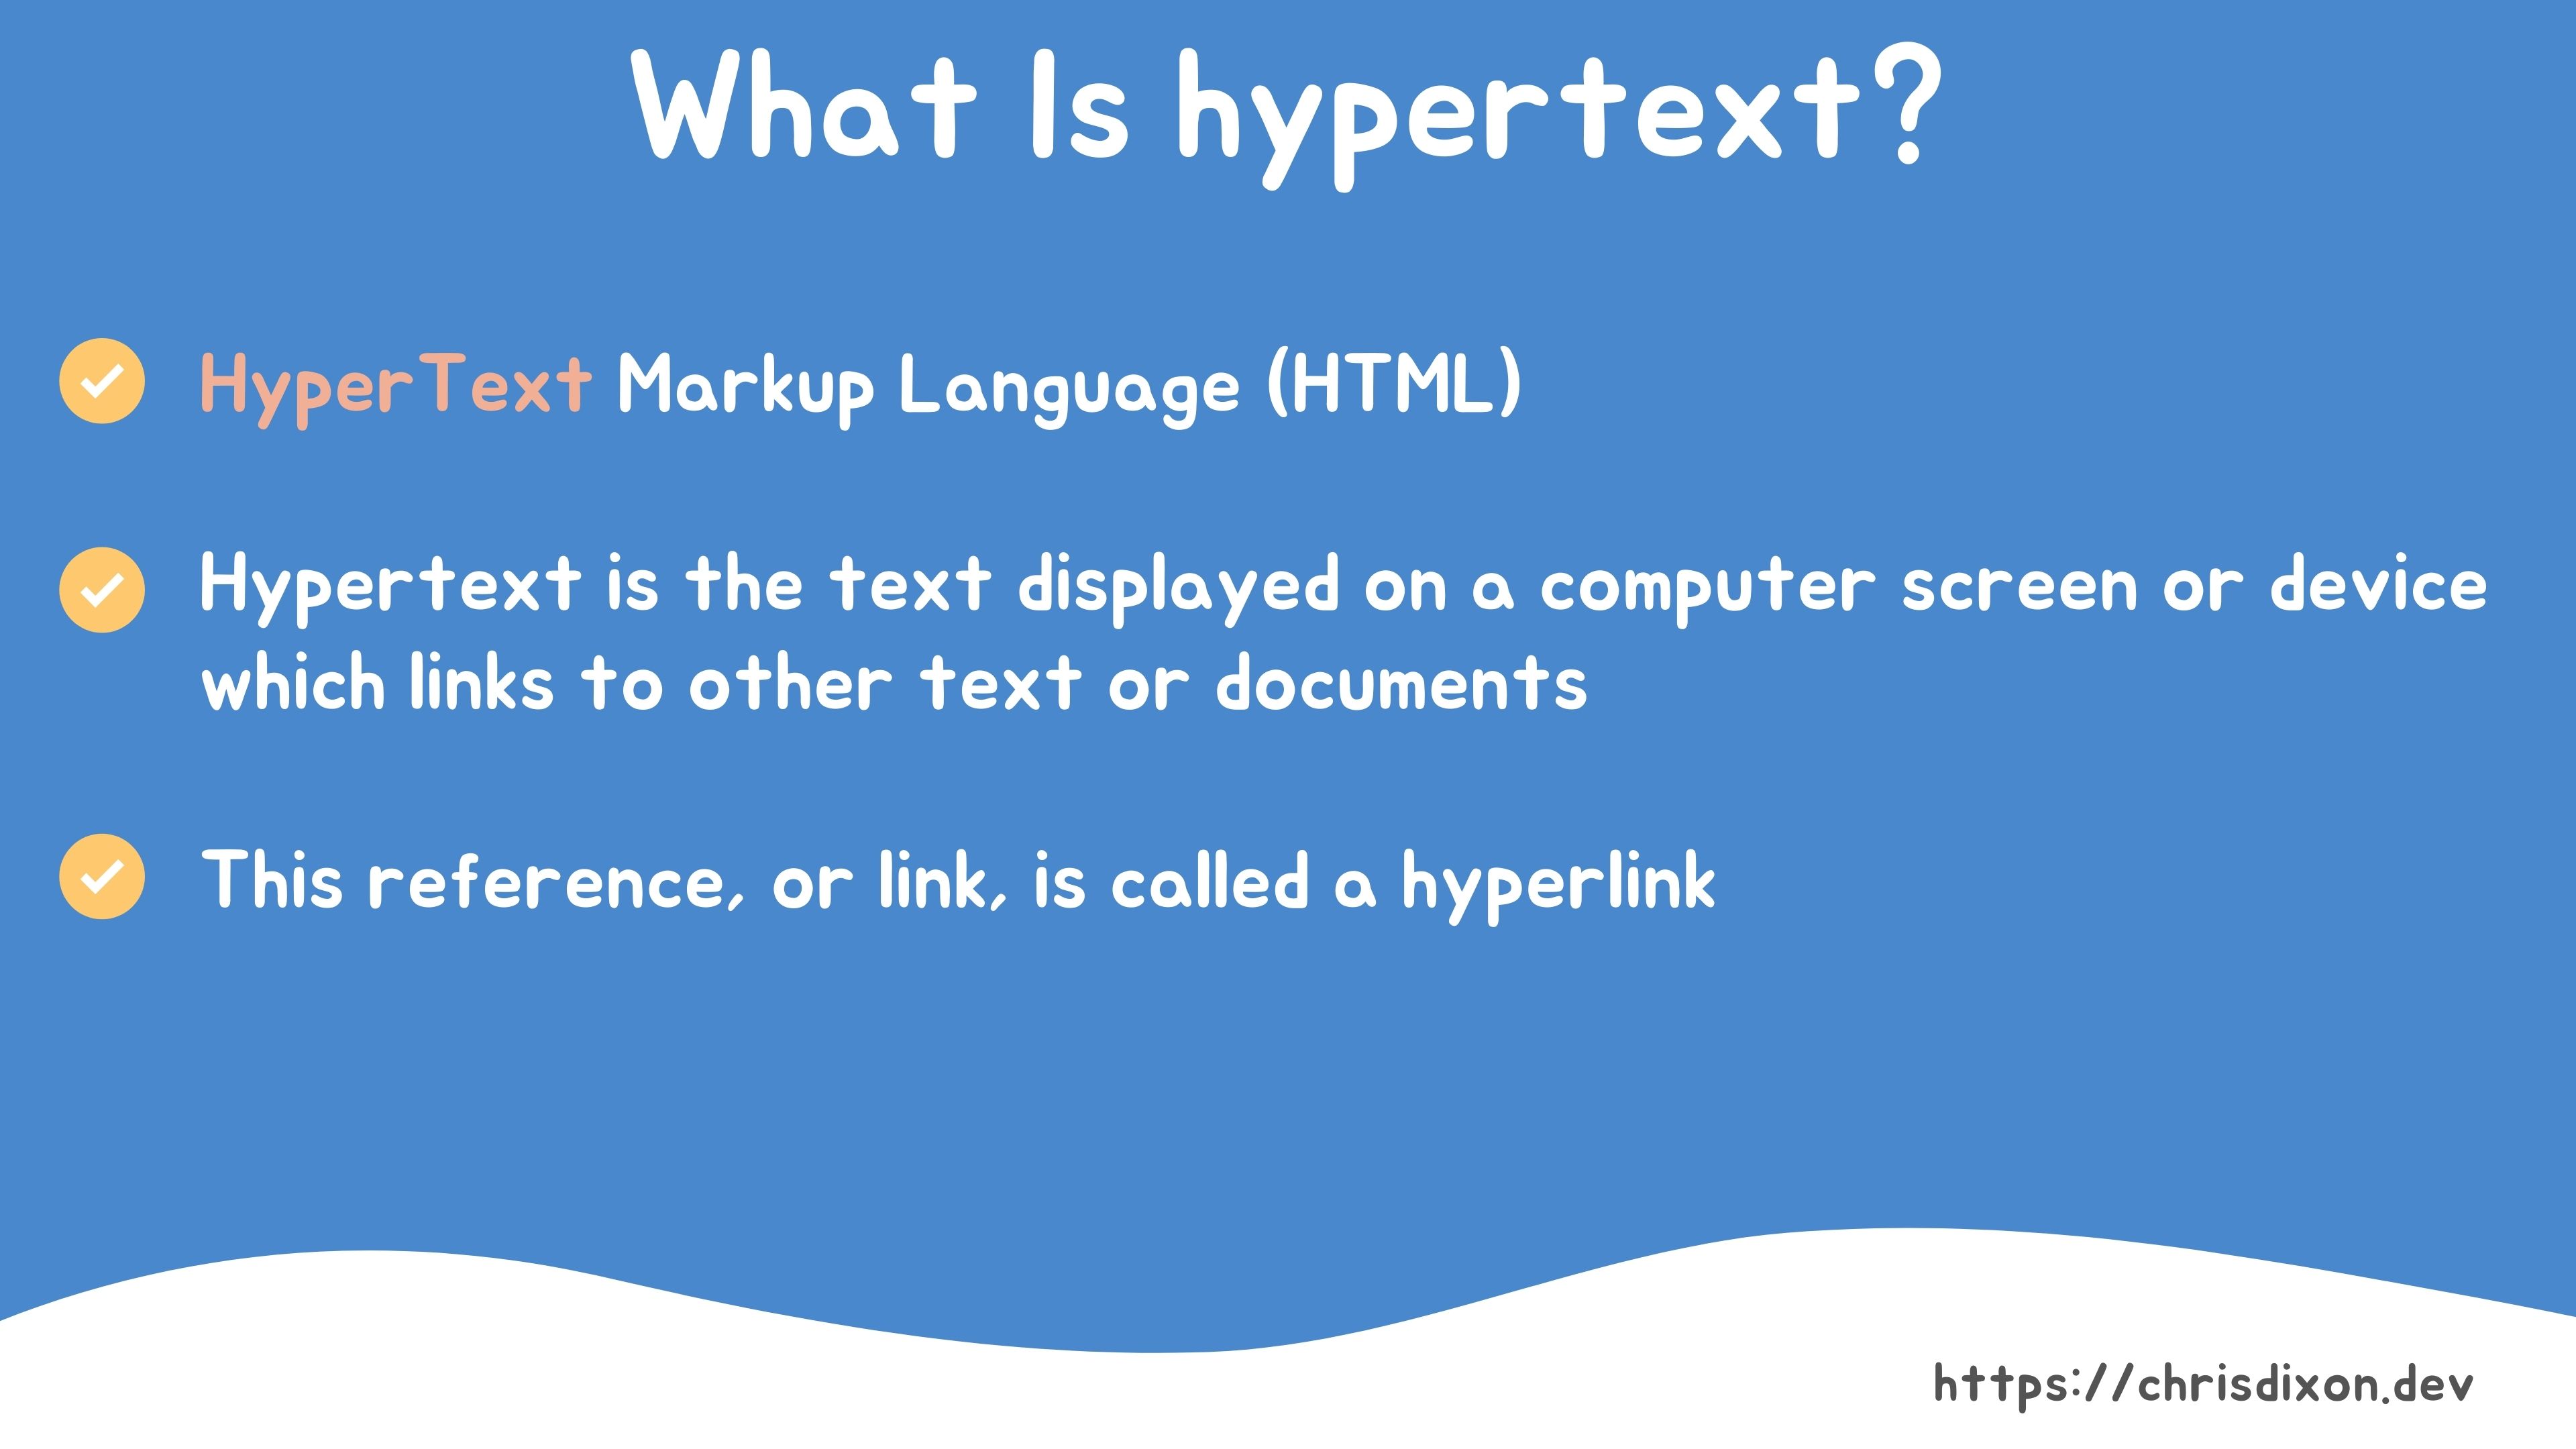 What Is hypertext?
HyperText Markup Language (HTML)
Hypertext is the text displayed on a computer screen or device
which links to other text or documents
This reference, or link, is called a hyperlink
https://chrisdixon.dev